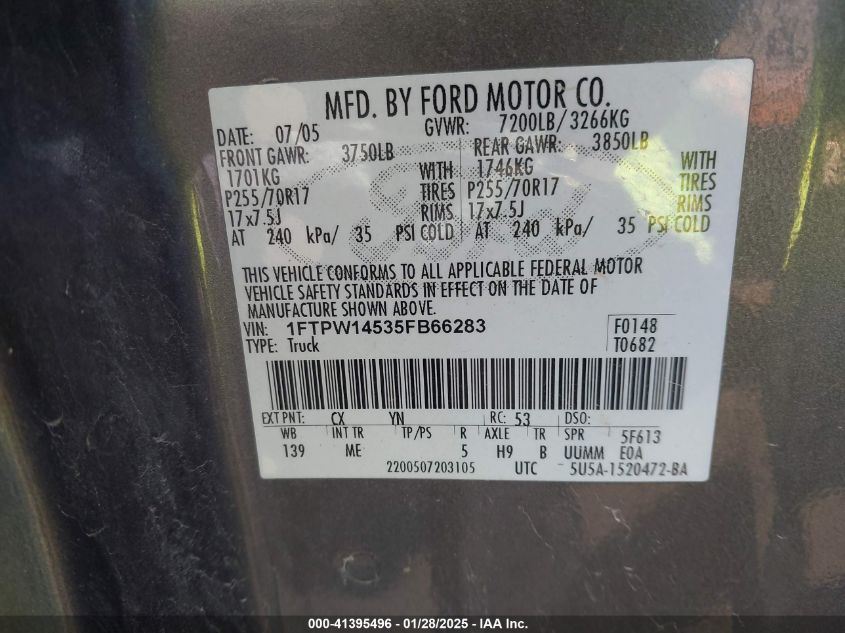 MFD. BY FORD MOTOR CO.
DATE: 07/05 GVWR: 7200LB/3266KG
FRONT GAWR: 3750LB REAR GAWR: 3850LB
1701KG WITH 1746KG WITH
P255/70R17 TIRES P255/70R17 TIRES
17x7.5J RIMS 17x7.5J RIMS
AT 240 kPa/ 35 PSI COLD AT 240 kPa/ 35 PSI COLD
THIS VEHICLE CONFORMS TO ALL APPLICABLE FEDERAL MOTOR
VEHICLE SAFETY STANDARDS IN EFFECT ON THE DATE OF
MANUFACTURE SHOWN ABOVE.
VIN: 1FTPW14535FB66283 F0148
TYPE: Truck T0682
EXT PNT: CX YN RC: 53 DSO:
WB INT TR TP/PS R AXLE TR SPR 5F613
139 ME 5 H9 B UUMM E0A
2200507203105 UTC 5U5A-1520472-BA
000-41395496 - 01/28/2025 - IAA Inc.